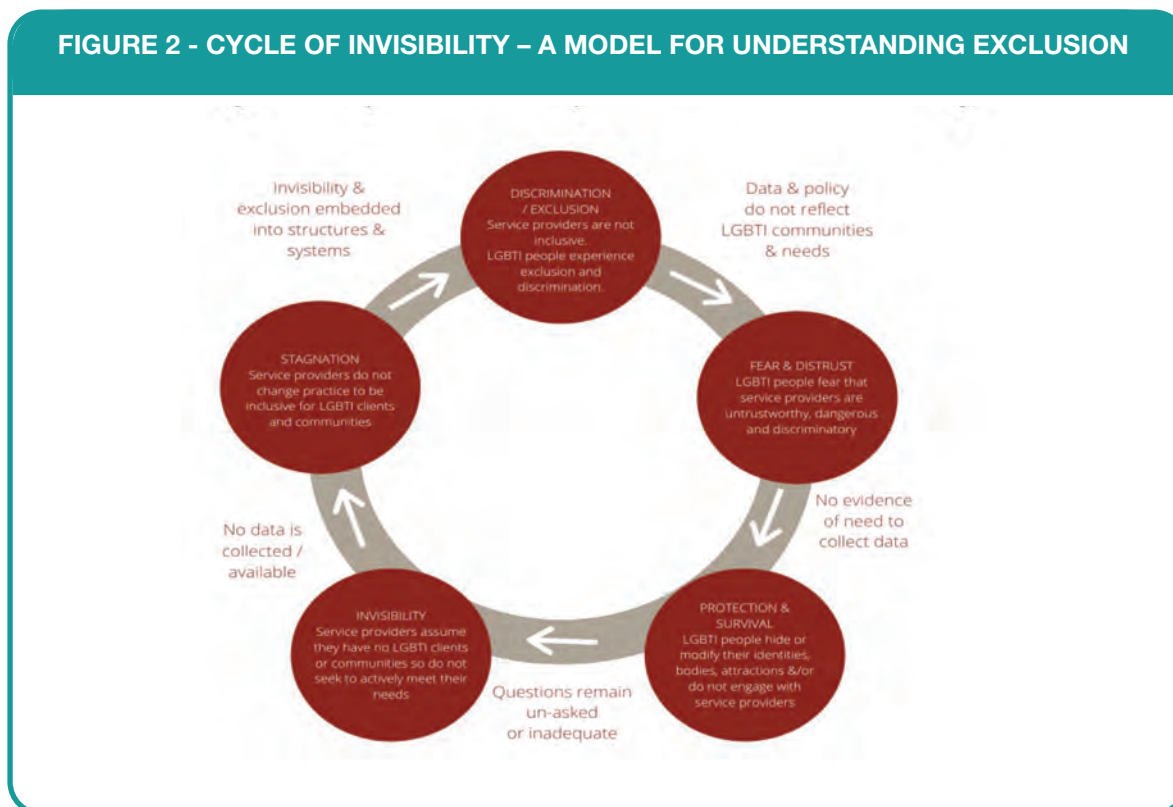 FIGURE 2 - CYCLE OF INVISIBILITY – A MODEL FOR UNDERSTANDING EXCLUSION
Invisibility &
exclusion embedded
into structures &
systems
DISCRIMINATION
/ EXCLUSION
Service providers are not
inclusive.
LGBTI people experience
exclusion and
discrimination.
Data & policy
do not reflect
LGBTI communities
& needs
FEAR & DISTRUST
LGBTI people fear that
service providers are
untrustworthy, dangerous
and discriminatory
No evidence
of need to
collect data
PROTECTION &
SURVIVAL
LGBTI people hide or
modify their identities,
bodies, attractions &/or
do not engage with
service providers
Questions remain
un-asked
or inadequate
INVISIBILITY
Service providers assume
they have no LGBTI clients
or communities so do not
seek to actively meet their
needs
No data is
collected /
available
STAGNATION
Service providers do not
change practice to be
inclusive for LGBTI clients
and communities